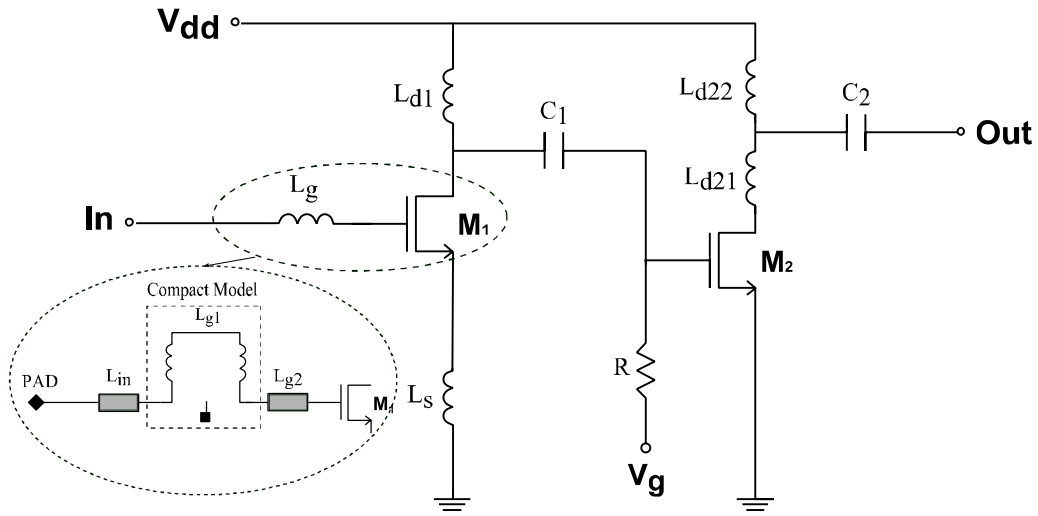 Vdd
Ld1
Ld22
C1
C2
Out
Ld21
Lg
In
M1
M2
Compact Model
Lg1
PAD
Lin
Lg2
M1
Ls
R
Vg